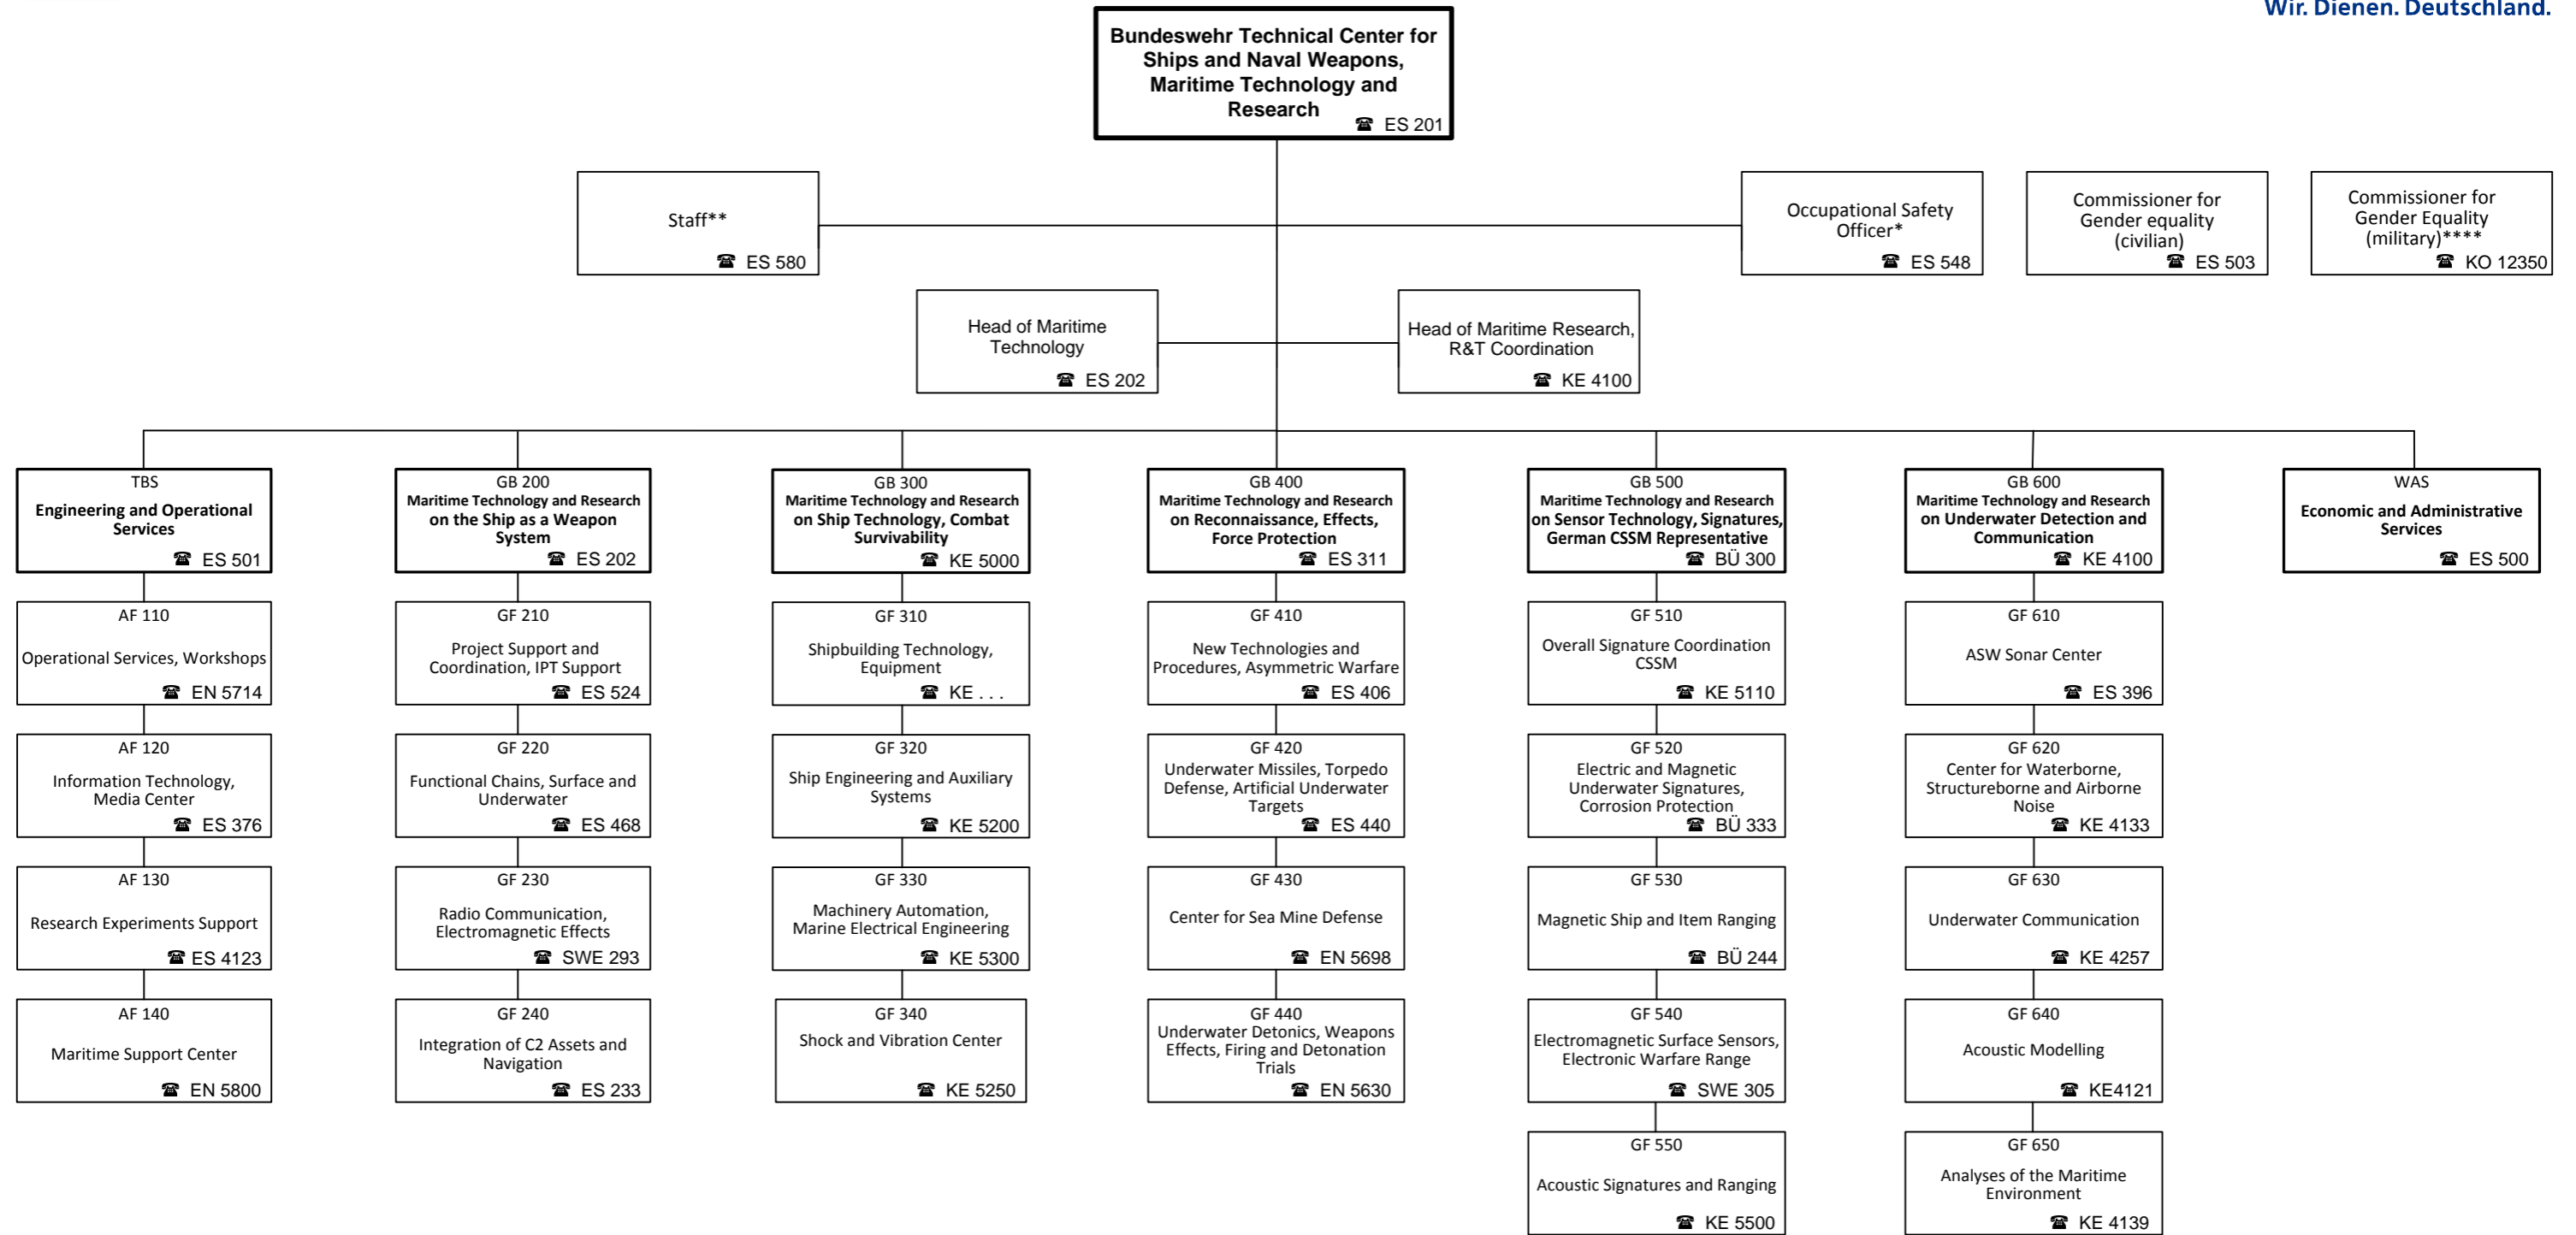 Wir. Dienen. Deutschland.
Bundeswehr Technical Center for
Ships and Naval Weapons,
Maritime Technology and
Research
☎ ES 201
Staff**
☎ ES 580
Occupational Safety
Officer*
☎ ES 548
Commissioner for
Gender equality
(civilian)
☎ ES 503
Commissioner for
Gender Equality
(military)****
☎ KO 12350
Head of Maritime
Technology
☎ ES 202
Head of Maritime Research,
R&T Coordination
☎ KE 4100
TBS
Engineering and Operational
Services
☎ ES 501
AF 110
Operational Services, Workshops
☎ EN 5714
AF 120
Information Technology,
Media Center
☎ ES 376
AF 130
Research Experiments Support
☎ ES 4123
AF 140
Maritime Support Center
☎ EN 5800
GB 200
Maritime Technology and Research
on the Ship as a Weapon
System
☎ ES 202
GF 210
Project Support and
Coordination, IPT Support
☎ ES 524
GF 220
Functional Chains, Surface and
Underwater
☎ ES 468
GF 230
Radio Communication,
Electromagnetic Effects
☎ SWE 293
GF 240
Integration of C2 Assets and
Navigation
☎ ES 233
GB 300
Maritime Technology and Research
on Ship Technology, Combat
Survivability
☎ KE 5000
GF 310
Shipbuilding Technology,
Equipment
☎ KE . . .
GF 320
Ship Engineering and Auxiliary
Systems
☎ KE 5200
GF 330
Machinery Automation,
Marine Electrical Engineering
☎ KE 5300
GF 340
Shock and Vibration Center
☎ KE 5250
GB 400
Maritime Technology and Research
on Reconnaissance, Effects,
Force Protection
☎ ES 311
GF 410
New Technologies and
Procedures, Asymmetric Warfare
☎ ES 406
GF 420
Underwater Missiles, Torpedo
Defense, Artificial Underwater
Targets
☎ ES 440
GF 430
Center for Sea Mine Defense
☎ EN 5698
GF 440
Underwater Detonics, Weapons
Effects, Firing and Detonation
Trials
☎ EN 5630
GB 500
Maritime Technology and Research
on Sensor Technology, Signatures,
German CSSM Representative
☎ BÜ 300
GF 510
Overall Signature Coordination
CSSM
☎ KE 5110
GF 520
Electric and Magnetic
Underwater Signatures,
Corrosion Protection
☎ BÜ 333
GF 530
Magnetic Ship and Item Ranging
☎ BÜ 244
GF 540
Electromagnetic Surface Sensors,
Electronic Warfare Range
☎ SWE 305
GF 550
Acoustic Signatures and Ranging
☎ KE 5500
GB 600
Maritime Technology and Research
on Underwater Detection and
Communication
☎ KE 4100
GF 610
ASW Sonar Center
☎ ES 396
GF 620
Center for Waterborne,
Structureborne and Airborne
Noise
☎ KE 4133
GF 630
Underwater Communication
☎ KE 4257
GF 640
Acoustic Modelling
☎ KE4121
GF 650
Analyses of the Maritime
Environment
☎ KE 4139
WAS
Economic and Administrative
Services
☎ ES 500